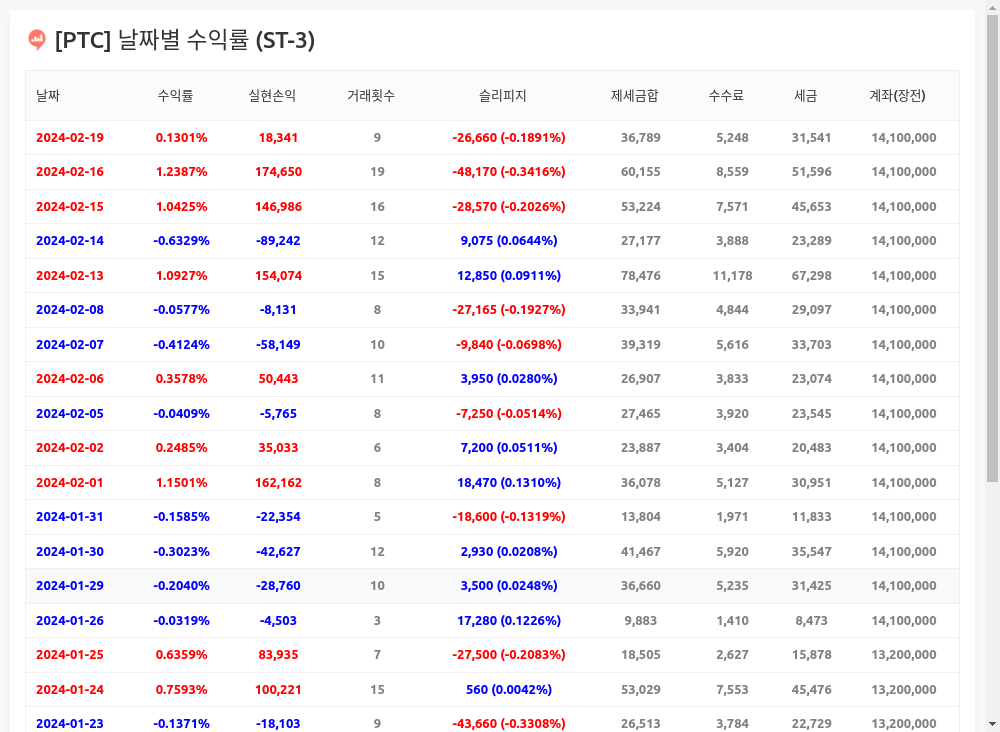 [PTC] 날짜별 수익률 (ST-3)
날짜 수익률 실현손익 거래횟수 슬리피지 제세금합 수수료 세금 계좌(장전)
2024-02-19 0.1301% 18,341 9 -26,660 (-0.1891%) 36,789 5,248 31,541 14,100,000
2024-02-16 1.2387% 174,650 19 -48,170 (-0.3416%) 60,155 8,559 51,596 14,100,000
2024-02-15 1.0425% 146,986 16 -28,570 (-0.2026%) 53,224 7,571 45,653 14,100,000
2024-02-14 -0.6329% -89,242 12 9,075 (0.0644%) 27,177 3,888 23,289 14,100,000
2024-02-13 1.0927% 154,074 15 12,850 (0.0911%) 78,476 11,178 67,298 14,100,000
2024-02-08 -0.0577% -8,131 8 -27,165 (-0.1927%) 33,941 4,844 29,097 14,100,000
2024-02-07 -0.4124% -58,149 10 -9,840 (-0.0698%) 39,319 5,616 33,703 14,100,000
2024-02-06 0.3578% 50,443 11 3,950 (0.0280%) 26,907 3,833 23,074 14,100,000
2024-02-05 -0.0409% -5,765 8 -7,250 (-0.0514%) 27,465 3,920 23,545 14,100,000
2024-02-02 0.2485% 35,033 6 7,200 (0.0511%) 23,887 3,404 20,483 14,100,000
2024-02-01 1.1501% 162,162 8 18,470 (0.1310%) 36,078 5,127 30,951 14,100,000
2024-01-31 -0.1585% -22,354 5 -18,600 (-0.1319%) 13,804 1,971 11,833 14,100,000
2024-01-30 -0.3023% -42,627 12 2,930 (0.0208%) 41,467 5,920 35,547 14,100,000
2024-01-29 -0.2040% -28,760 10 3,500 (0.0248%) 36,660 5,235 31,425 14,100,000
2024-01-26 -0.0319% -4,503 3 17,280 (0.1226%) 9,883 1,410 8,473 14,100,000
2024-01-25 0.6359% 83,935 7 -27,500 (-0.2083%) 18,505 2,627 15,878 13,200,000
2024-01-24 0.7593% 100,221 15 560 (0.0042%) 53,029 7,553 45,476 13,200,000
2024-01-23 -0.1371% -18,103 9 -43,660 (-0.3308%) 26,513 3,784 22,729 13,200,000